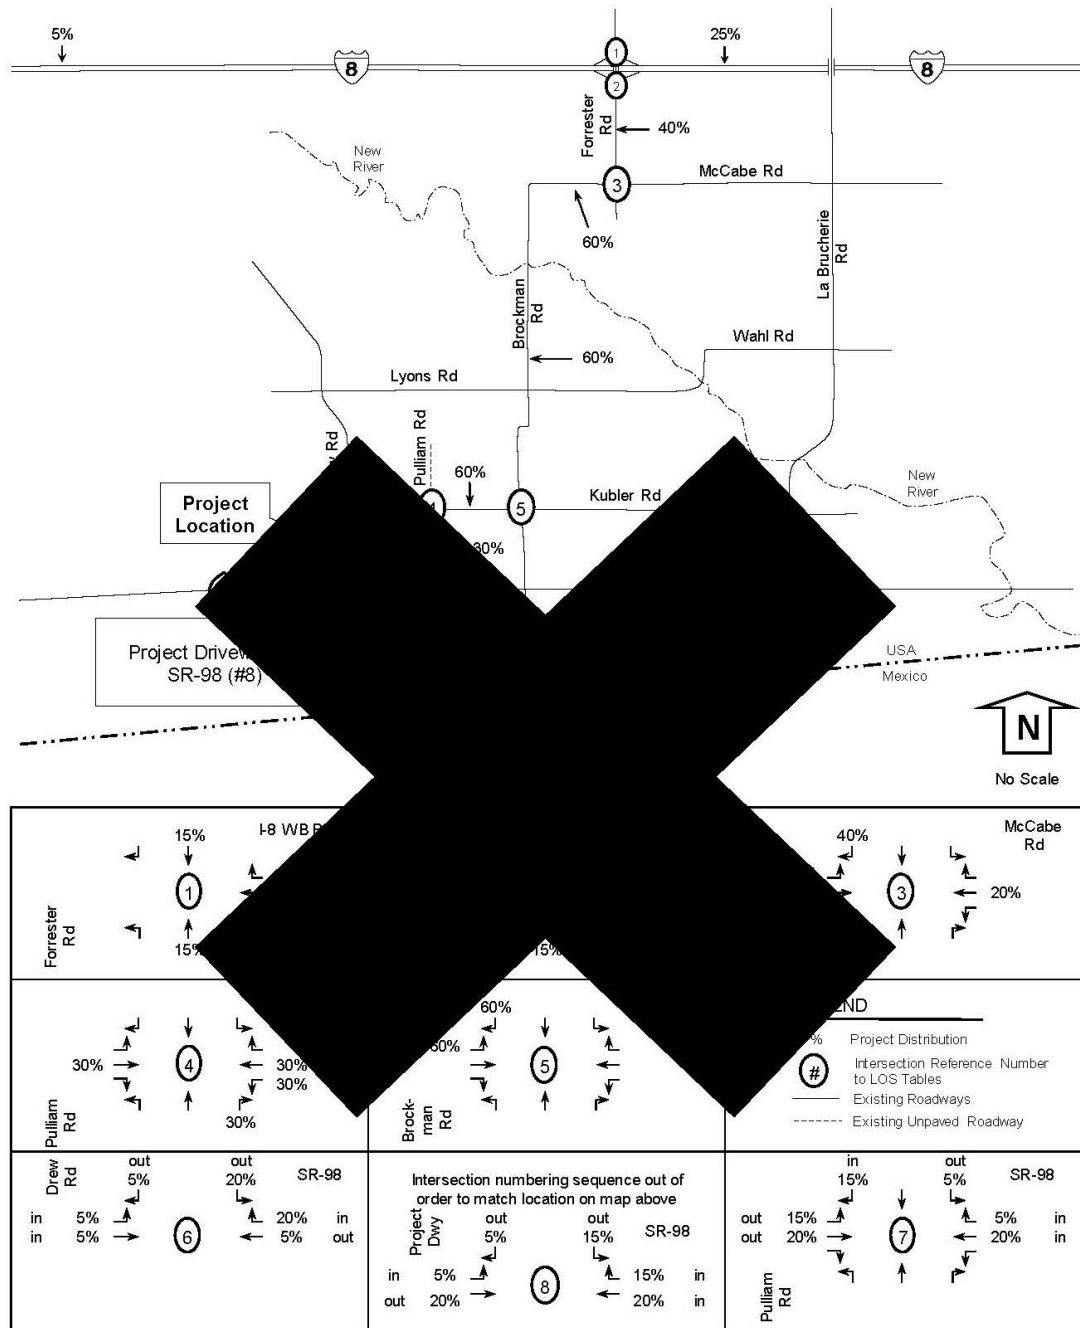 5%
25%
8
8
1
2
Forrester
Rd
40%
New
River
McCabe Rd
3
60%
La Brucherie
Rd
Brockman
Rd
Wahl Rd
60%
Lyons Rd
Pulliam Rd
Rd
60%
New
River
Project
Location
5
Kubler Rd
30%
Project
SR-98 (#8)
USA
Mexico
N
No Scale
15%
I-8 WB
1
15%
Forrester
Rd
15%
40%
McCabe
Rd
3
20%
30%
4
30%
30%
30%
Pulliam
Rd
60%
60%
5
Brock-
man
Rd
% Project Distribution
# Intersection Reference Number
to LOS Tables
Existing Roadways
Existing Unpaved Roadway
Drew
Rd
out
5%
out
20%
SR-98
in 5%
in 5%
6
20% in
5% out
Intersection numbering sequence out of
order to match location on map above
Project
Dwy
out
5%
out
15%
SR-98
in 5%
out 20%
8
15% in
20% in
in
15%
out
5%
SR-98
out 15%
out 20%
7
5% in
20% in
Pulliam
Rd